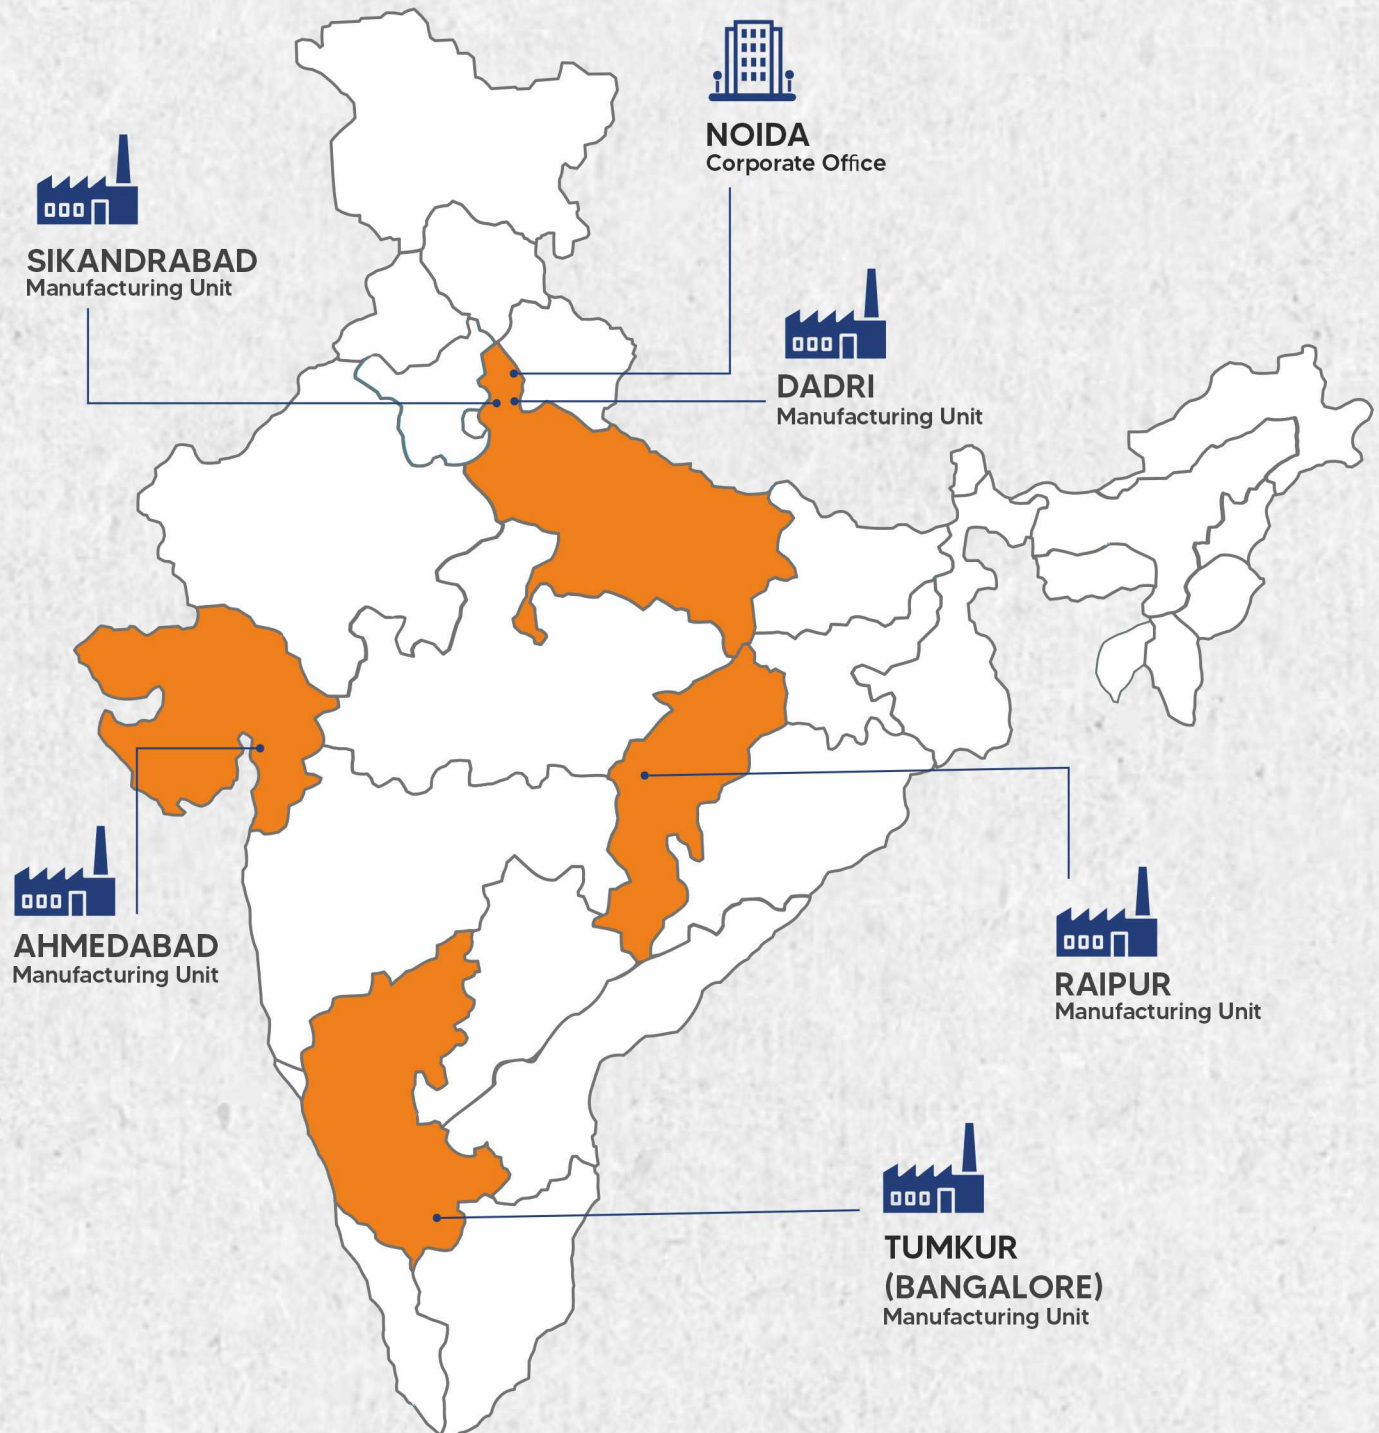 NOIDA
Corporate Office
SIKANDRABAD
Manufacturing Unit
DADRI
Manufacturing Unit
AHMEDABAD
Manufacturing Unit
RAIPUR
Manufacturing Unit
TUMKUR
(BANGALORE)
Manufacturing Unit